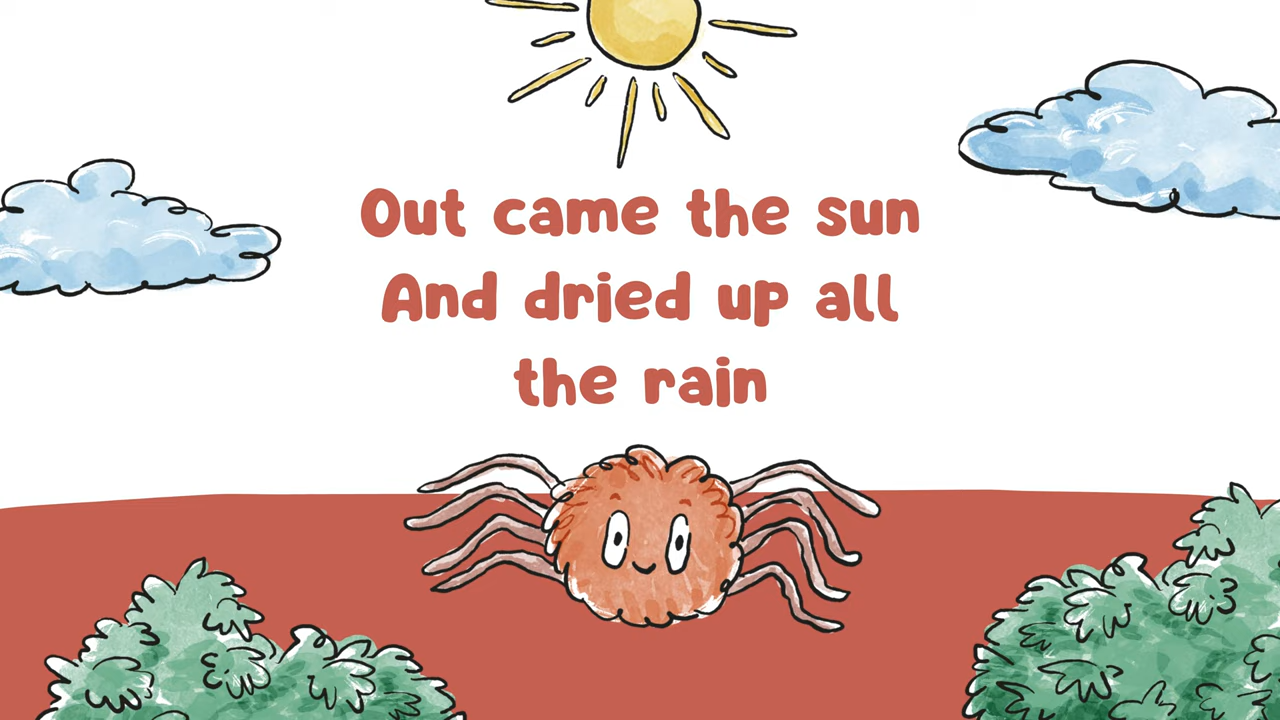 Out came the sun
And dried up all
the rain